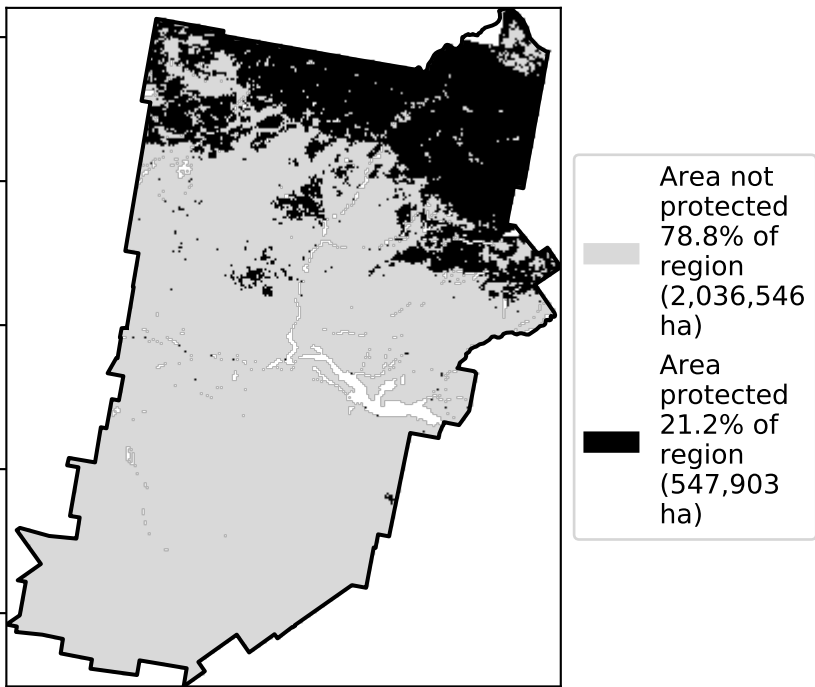 Area not
protected
78.8% of
region
(2,036,546
ha)
Area
protected
21.2% of
region
(547,903
ha)